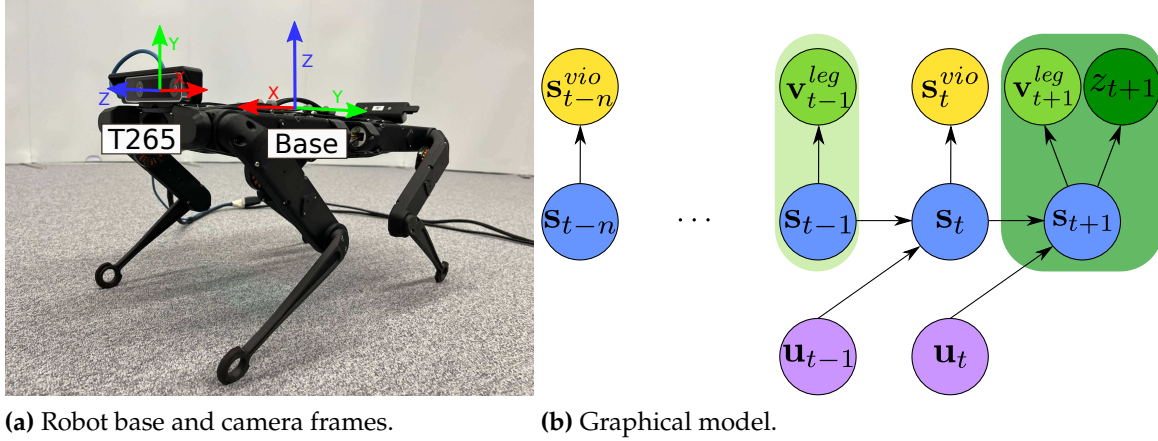 Y
Z
X
Z
X
Y
T265
Base
s_{t-n}^{vio}
v_{t-1}^{leg}
s_t^{vio}
v_{t+1}^{leg}
z_{t+1}
s_{t-n}
...
s_{t-1}
s_t
s_{t+1}
u_{t-1}
u_t
(a) Robot base and camera frames.
(b) Graphical model.